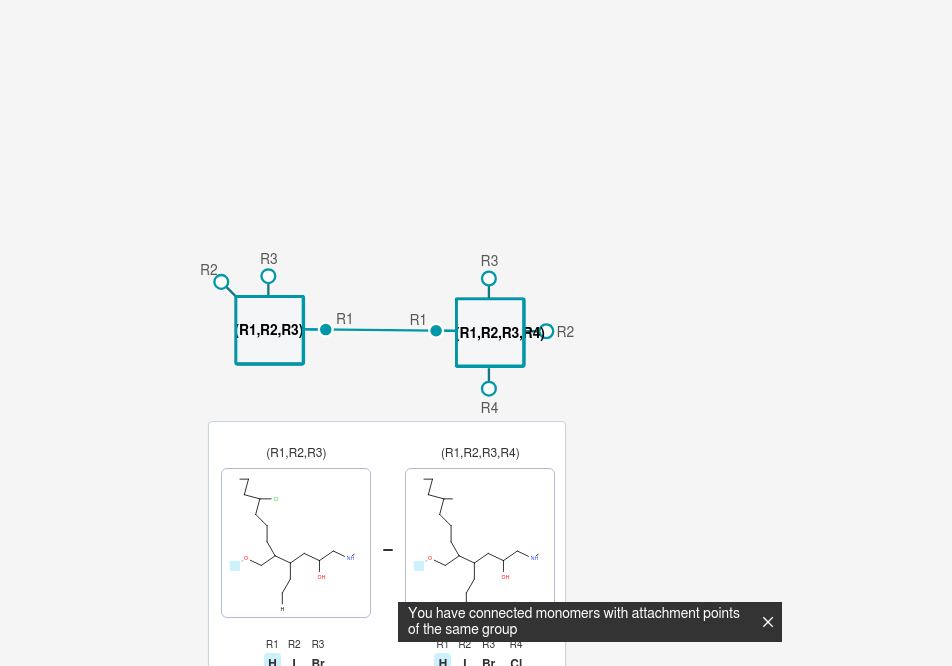 R3
R3
R2
R1
R1
(R1,R2,R3)
(R1,R2,R3,R4)
R2
R4
(R1,R2,R3)
(R1,R2,R3,R4)
Cl
O
O
NH
NH
OH
OH
H
You have connected monomers with attachment points
of the same group
R1 R2 R3
R1 R2 R3 R4
H I Br
H I Br Cl